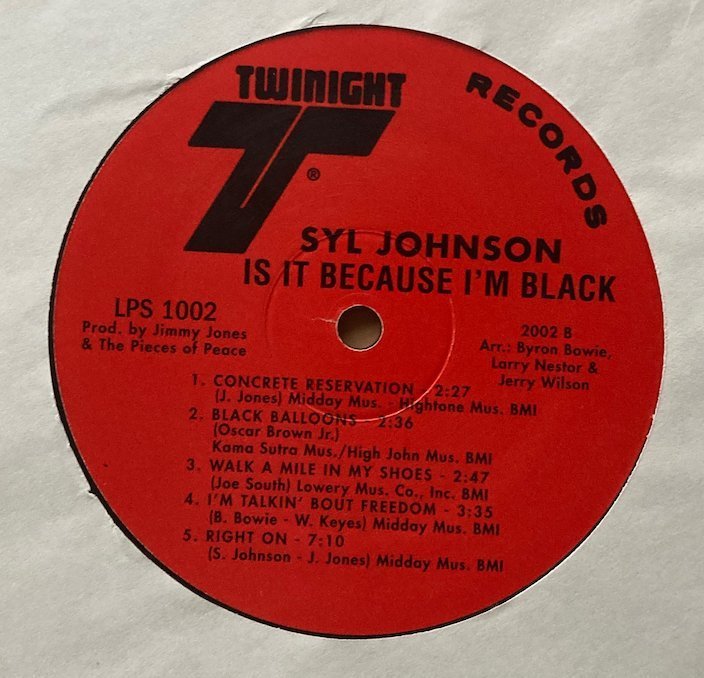 TWINIGHT
RECORDS
T
®
SYL JOHNSON
IS IT BECAUSE I'M BLACK
LPS 1002
Prod. by Jimmy Jones
& The Pieces of Peace
2002 B
Arr.: Byron Bowie,
Larry Nestor &
Jerry Wilson
1. CONCRETE RESERVATION - 2:27
(J. Jones) Midday Mus. - Hightone Mus. BMI
2. BLACK BALLOONS - 2:36
(Oscar Brown Jr.)
Kama Sutra Mus./High John Mus. BMI
3. WALK A MILE IN MY SHOES - 2:47
(Joe South) Lowery Mus. Co., Inc. BMI
4. I'M TALKIN' BOUT FREEDOM - 3:35
(B. Bowie - W. Keyes) Midday Mus. BMI
5. RIGHT ON - 7:10
(S. Johnson - J. Jones) Midday Mus. BMI